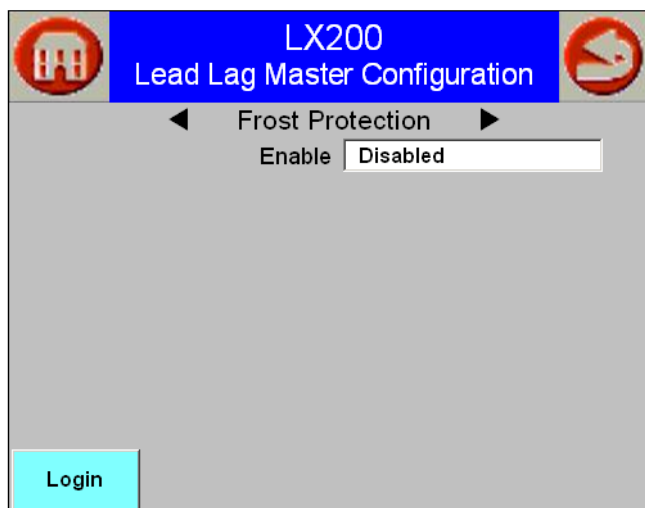 LX200
Lead Lag Master Configuration
Frost Protection
Enable Disabled
Login